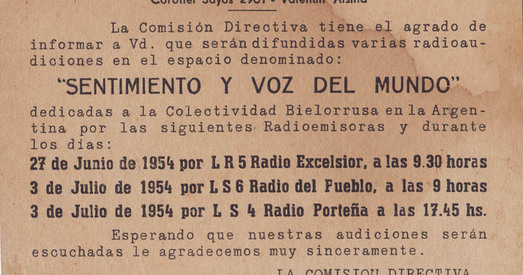 Coronel Sayos 2981 - Valentín Alsina
La Comisión Directiva tiene el agrado de
informar a Vd. que serán difundidas varias radioau-
diciones en el espacio denominado:
"SENTIMIENTO Y VOZ DEL MUNDO"
dedicadas a la Colectividad Bielorrusa en la Argen-
tina por las siguientes Radioemisoras y durante
los días:
27 de Junio de 1954 por L R 5 Radio Excelsior, a las 9.30 horas
3 de Julio de 1954 por L S 6 Radio del Pueblo, a las 9 horas
3 de Julio de 1954 por L S 4 Radio Porteña a las 17.45 hs.
Esperando que nuestras audiciones serán
escuchadas le agradecemos muy sinceramente.
LA COMISION DIRECTIVA